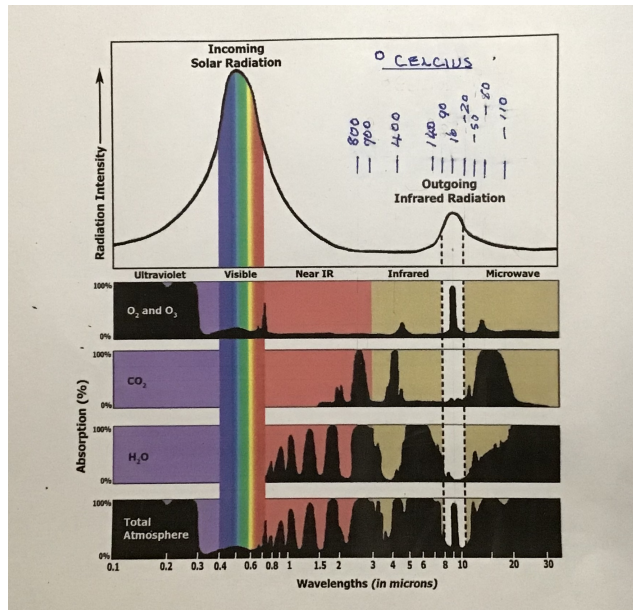 Incoming
Solar Radiation
° CELCIUS
800
700
400
140
90
16
-20
-50
-80
-110
Outgoing
Infrared Radiation
Radiation Intensity
Ultraviolet Visible Near IR Infrared Microwave
100%
O2 and O3
0%
100%
CO2
0%
100%
H2O
0%
100%
Total
Atmosphere
0%
Absorption (%)
0.1 0.2 0.3 0.4 0.6 0.8 1 1.5 2 3 4 5 6 8 10 20 30
Wavelengths (in microns)